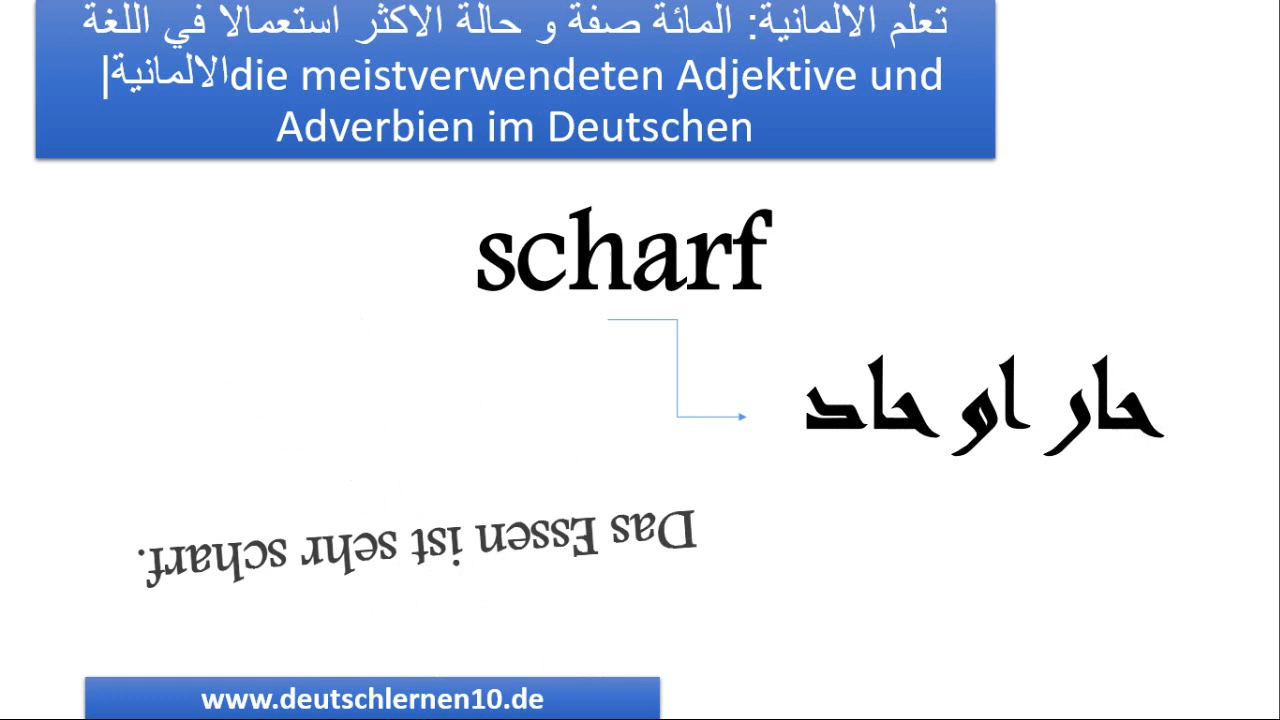 تعلم الالمانية: المائة صفة و حالة الاكثر استعمالا في اللغة
الالمانية|die meistverwendeten Adjektive und
Adverbien im Deutschen
scharf
حار او حاد
Das Essen ist sehr scharf.
www.deutschlernen10.de